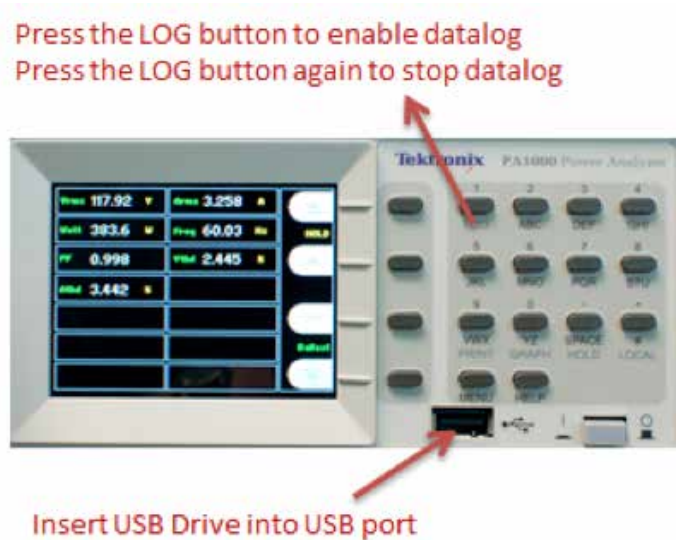 Press the LOG button to enable datalog
Press the LOG button again to stop datalog
Tektronix PA1000 Power Analyzer
1 2 3 4
ABC DEF GHI
Vrms 117.92 V Arms 3.258 A
Watt 383.6 W Freq 60.03 Hz HOLD
5 6 7 8
JKL MNO PQR STU
PF 0.998 2.445
3.442
9 0
VWX YZ SPACE #
PRINT GRAPH HOLD LOCAL
Ballast
MENU HELP
Insert USB Drive into USB port